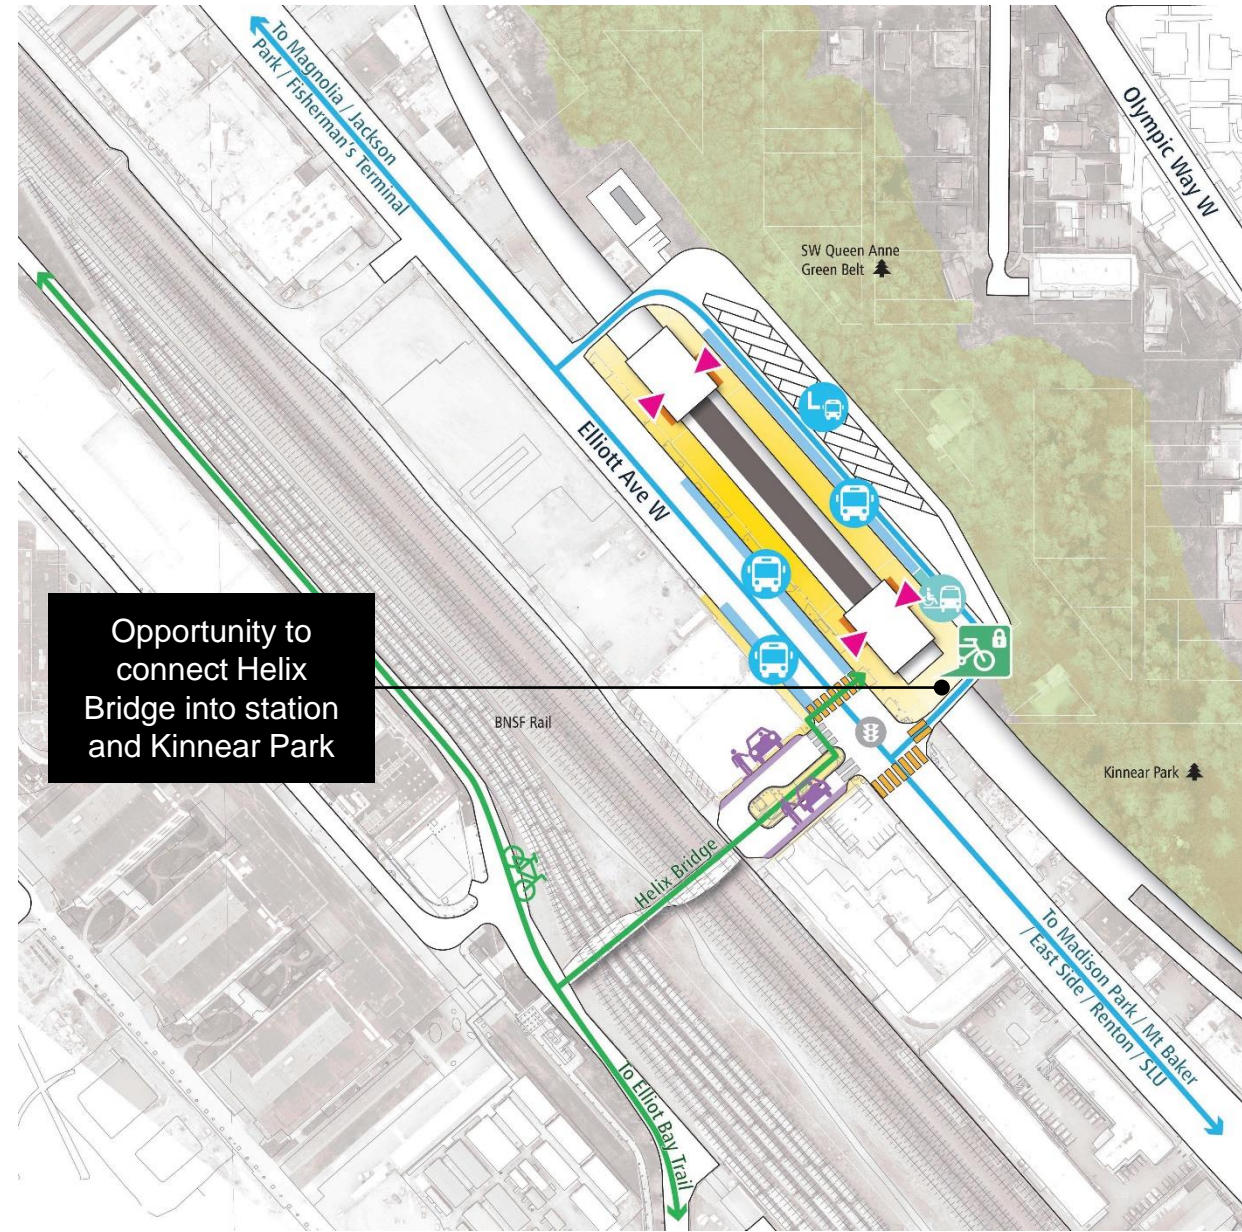 To Magnolia / Jackson
Park / Fisherman's Terminal
Olympic Way W
SW Queen Anne
Green Belt
Elliott Ave W
L
Opportunity to
connect Helix
Bridge into station
and Kinnear Park
BNSF Rail
Kinnear Park
Helix Bridge
To Madison Park / Mt Baker
/ East Side / Renton / SLU
To Elliot Bay Trail